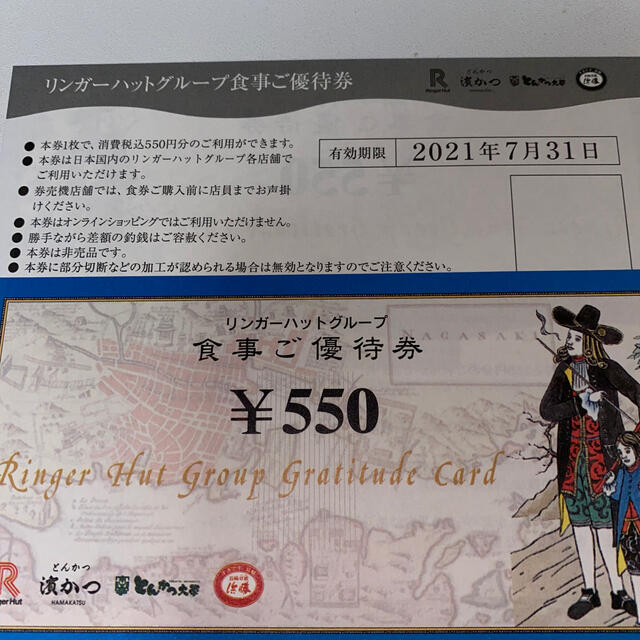 リンガーハットグループ食事ご優待券
Ringer Hut
とんかつ
濵かつ
HAMAKATSU
とんかつ大學
● 本券1枚で、消費税込550円分のご利用ができます。
● 本券は日本国内のリンガーハットグループ各店舗で
ご利用いただけます。
● 券売機店舗では、食券ご購入前に店員までお声掛
けください。
● 本券はオンラインショッピングではご利用いただけません。
● 勝手ながら差額の釣銭はご容赦ください。
● 本券は非売品です。
● 本券に部分切断などの加工が認められる場合は無効となりますのでご注意ください。
有効期限 2021年7月31日
リンガーハットグループ
NAGASAKI
食事ご優待券
￥550
Ringer Hut Group Gratitude Card
Ringer Hut
とんかつ
濵かつ
HAMAKATSU
とんかつ大學
長崎卓袱
浜勝